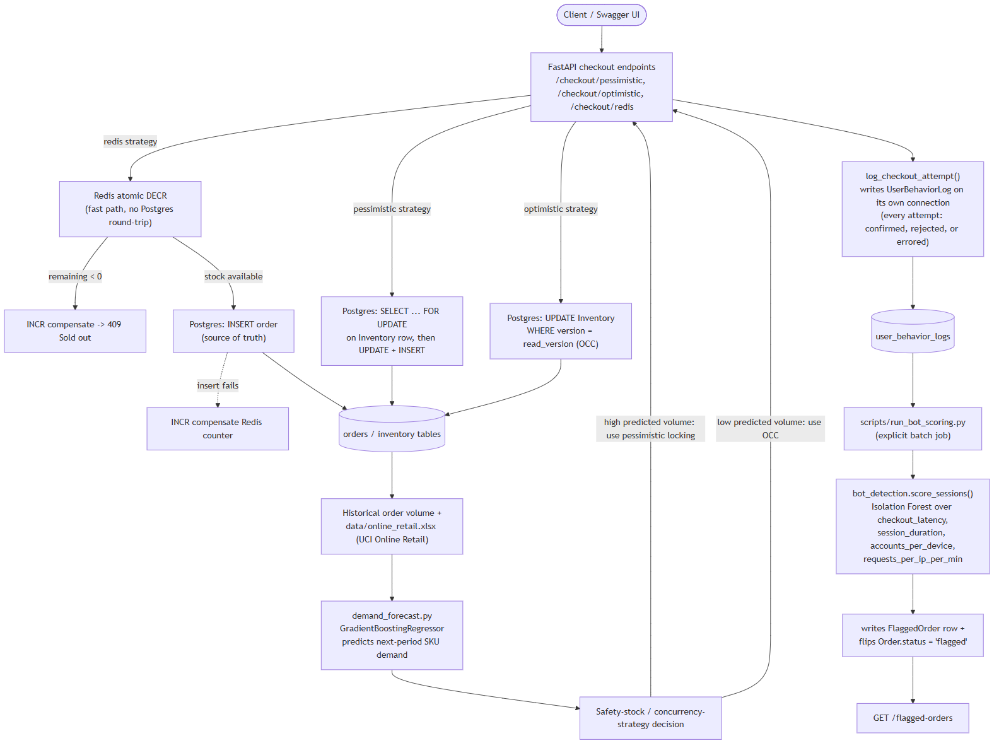 Client / Swagger UI
FastAPI checkout endpoints
/checkout/pessimistic,
/checkout/optimistic,
/checkout/redis
redis strategy
pessimistic strategy
optimistic strategy
Redis atomic DECR
(fast path, no Postgres
round-trip)
log_checkout_attempt()
writes UserBehaviorLog on
its own connection
(every attempt:
confirmed, rejected, or
errored)
remaining < 0
stock available
INCR compensate -> 409
Sold out
Postgres: INSERT order
(source of truth)
Postgres: SELECT ... FOR
UPDATE
on Inventory row, then
UPDATE + INSERT
Postgres: UPDATE Inventory
WHERE version =
read_version (OCC)
user_behavior_logs
insert fails
INCR compensate Redis
counter
orders / inventory tables
high predicted volume:
use pessimistic locking
low predicted volume: use
OCC
scripts/run_bot_scoring.py
(explicit batch job)
Historical order volume +
data/online_retail.xlsx
(UCI Online Retail)
bot_detection.score_sessions()
Isolation Forest over
checkout_latency,
session_duration,
accounts_per_device,
requests_per_ip_per_min
demand_forecast.py
GradientBoostingRegressor
predicts next-period SKU
demand
writes FlaggedOrder row +
flips Order.status = 'flagged'
Safety-stock / concurrency-
strategy decision
GET /flagged-orders